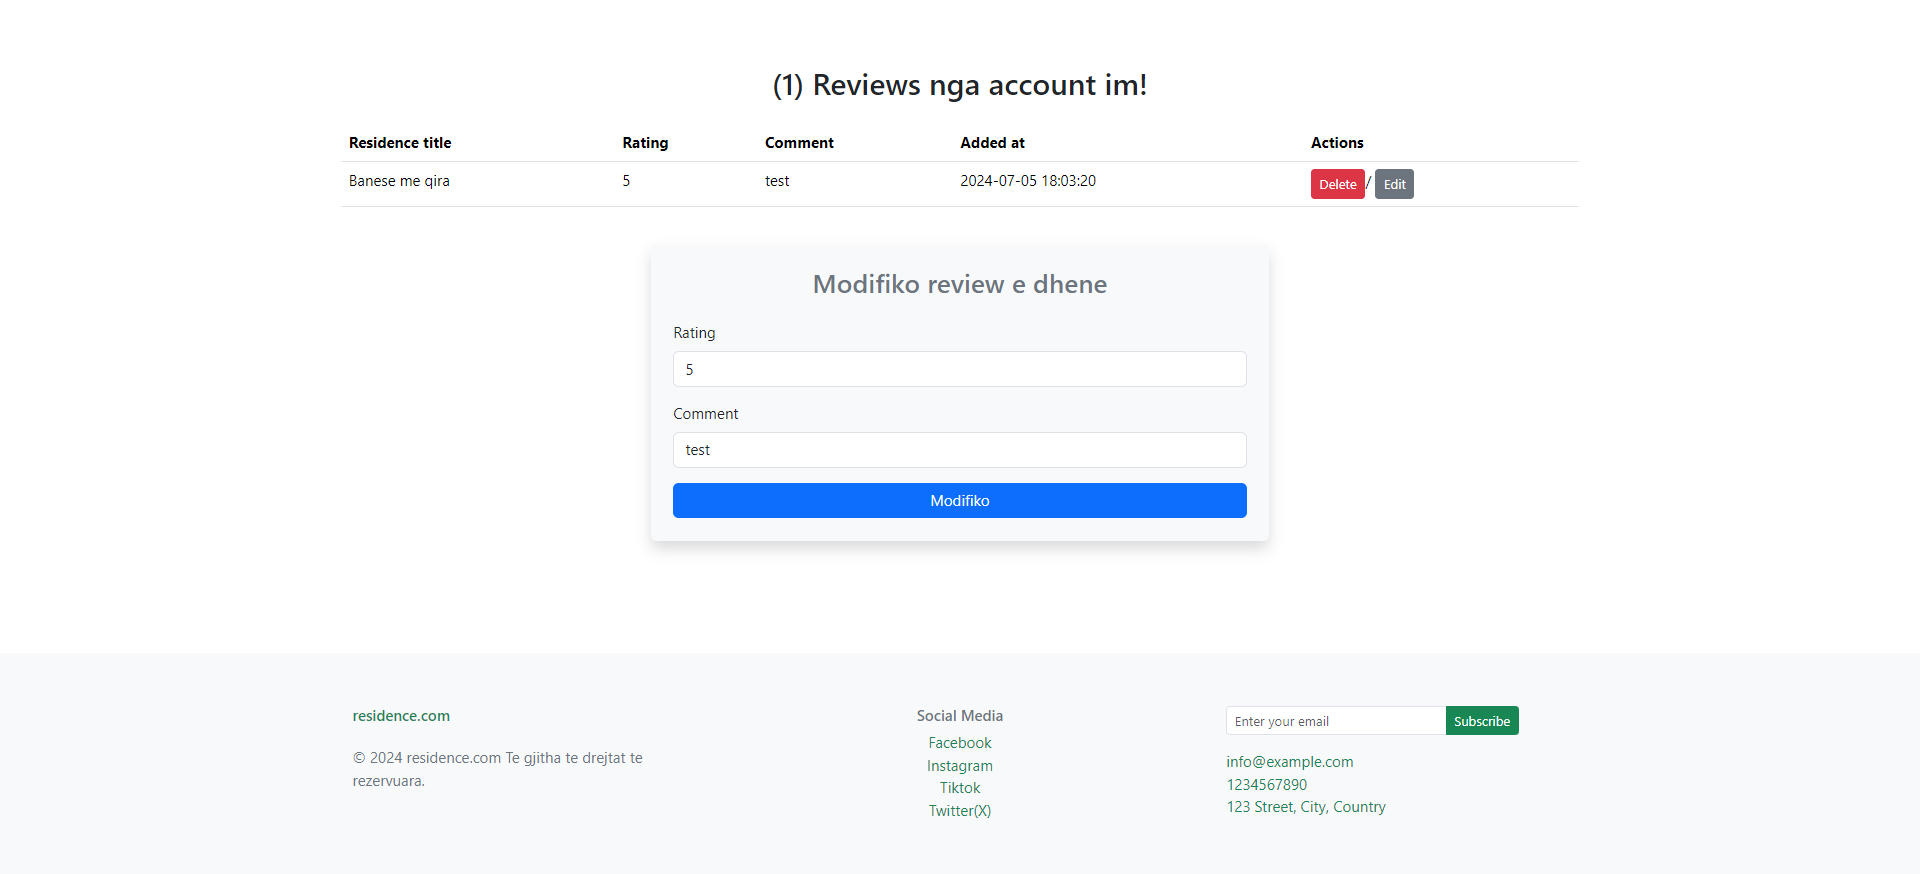 (1) Reviews nga account im!
Residence title Rating Comment Added at Actions
Banese me qira 5 test 2024-07-05 18:03:20 Delete / Edit
Modifiko review e dhene
Rating
5
Comment
test
Modifiko
residence.com
© 2024 residence.com Te gjitha te drejtat te
rezervuara.
Social Media
Facebook
Instagram
Tiktok
Twitter(X)
Enter your email Subscribe
info@example.com
1234567890
123 Street, City, Country